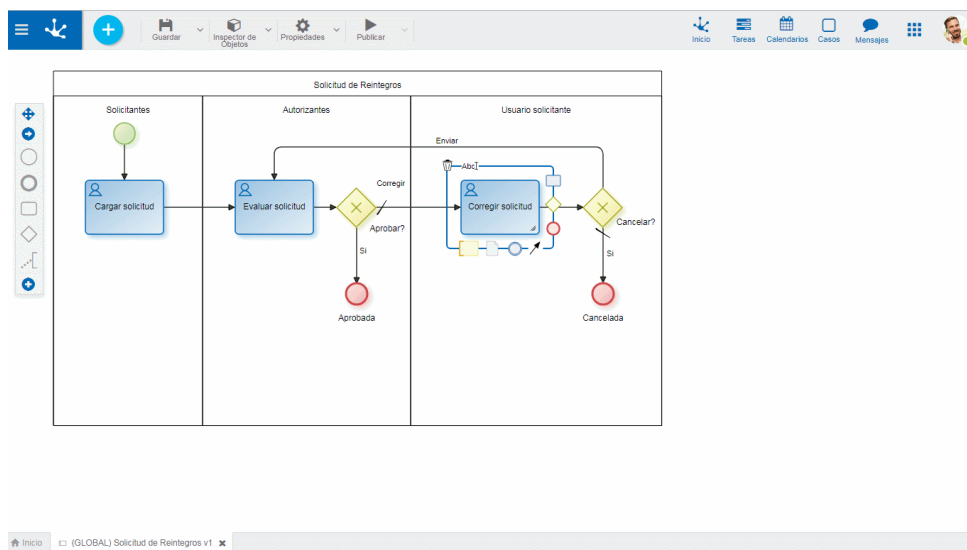 Guardar
Inspector de
Objetos
Propiedades
Publicar
Inicio
Tareas
Calendarios
Casos
Mensajes
Solicitud de Reintegros
Solicitantes
Autorizantes
Usuario solicitante
Enviar
Abc
Corregir
Cargar solicitud
Evaluar solicitud
Corregir solicitud
Aprobar?
Cancelar?
Si
Si
Aprobada
Cancelada
Inicio
(GLOBAL) Solicitud de Reintegros v1